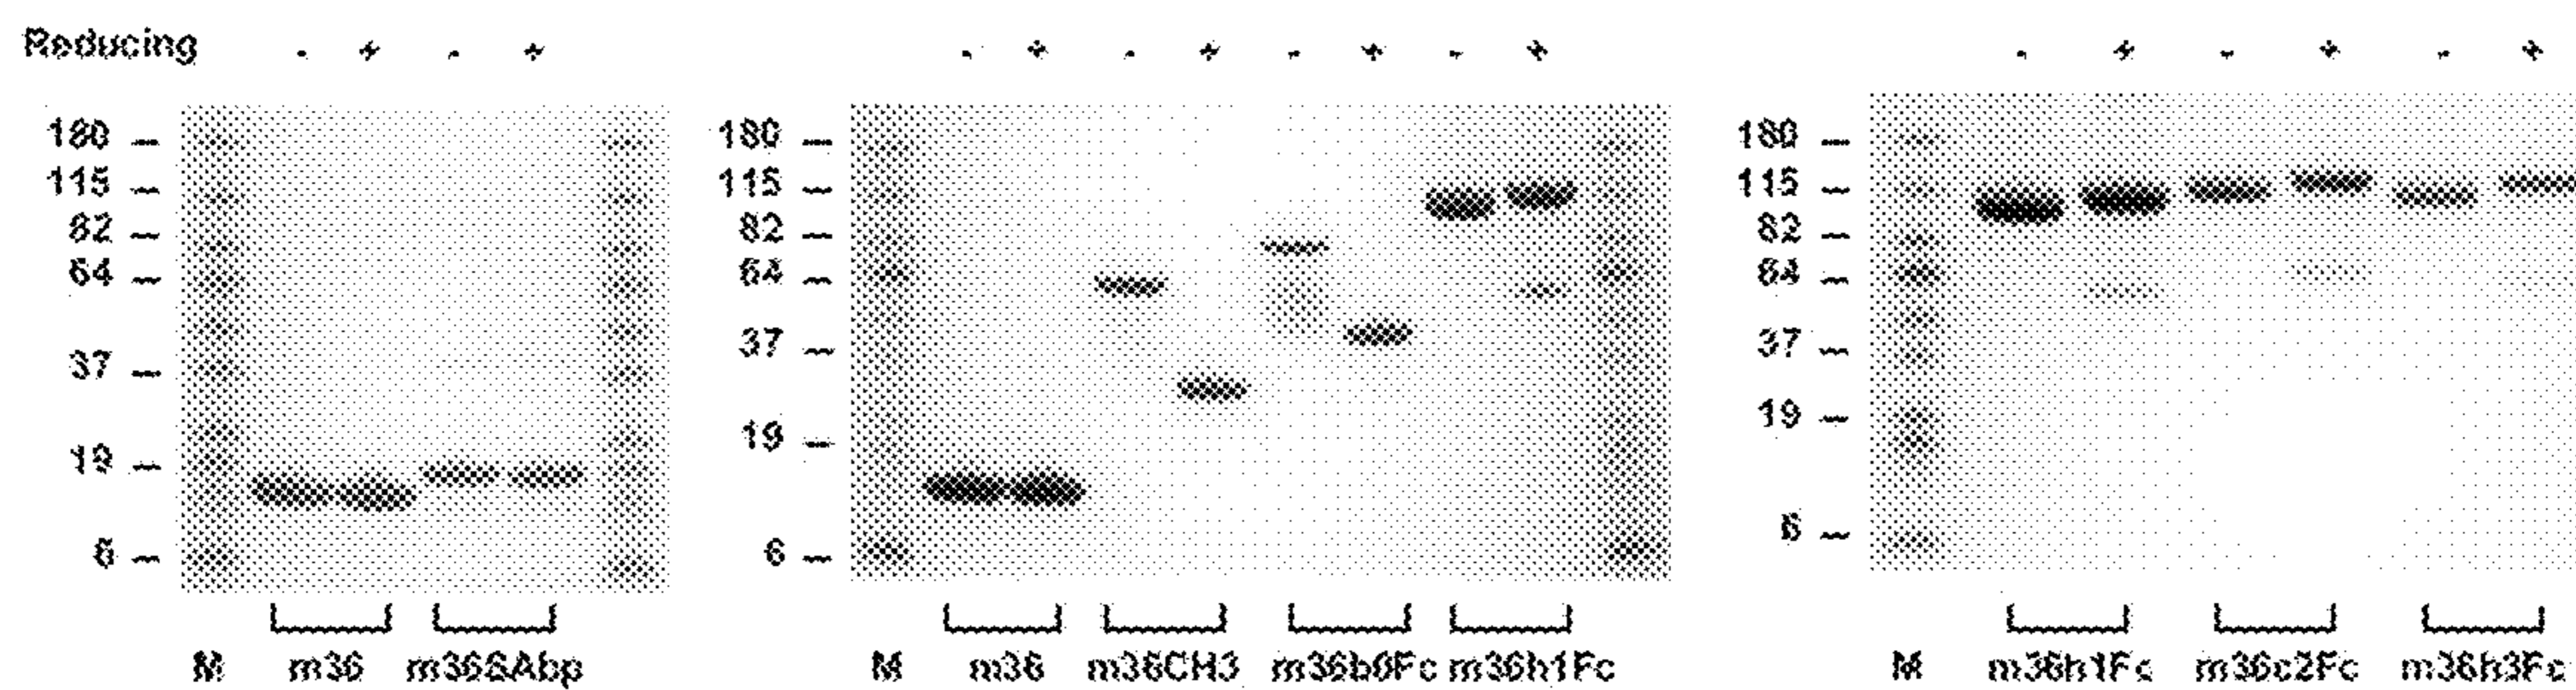 Reducing - + - + - + - + - + - + - + - + - +
180 180 180
115 115 115
82 82 82
64 64 64
37 37 37
19 19 19
6 6 6
M m36 m36SAbp M m36 m36CH3 m36b0Fc m36h1Fc M m36h1Fc m36c2Fc m36h3Fc